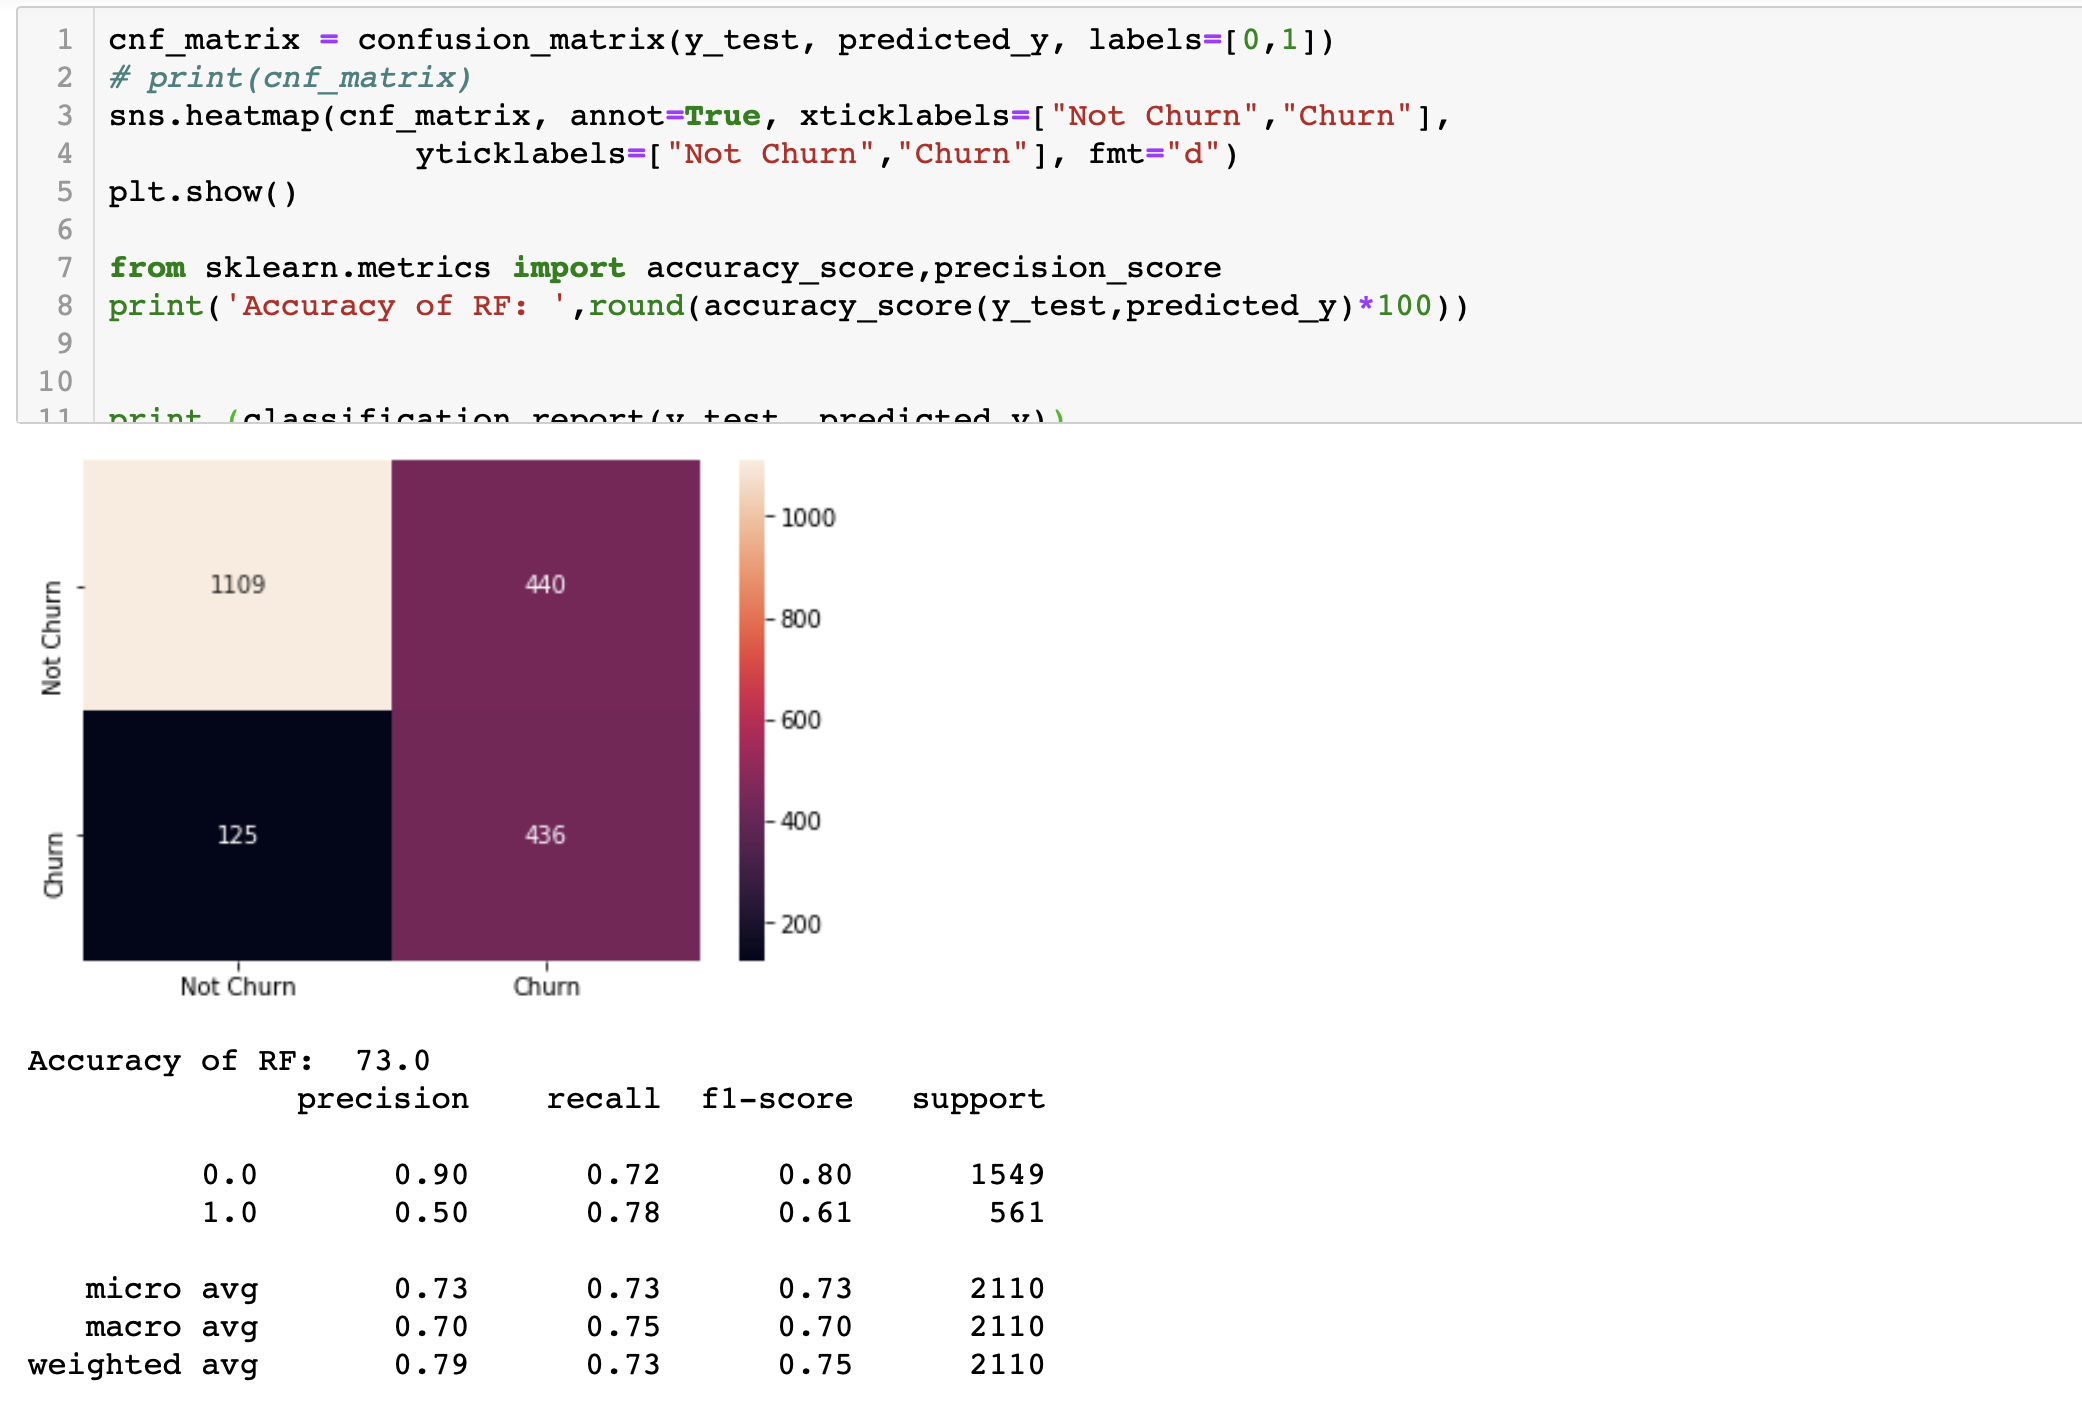 1 cnf_matrix = confusion_matrix(y_test, predicted_y, labels=[0,1])
2 # print(cnf_matrix)
3 sns.heatmap(cnf_matrix, annot=True, xticklabels=["Not Churn","Churn"],
4                 yticklabels=["Not Churn","Churn"], fmt="d")
5 plt.show()
6
7 from sklearn.metrics import accuracy_score,precision_score
8 print('Accuracy of RF: ',round(accuracy_score(y_test,predicted_y)*100))
9
10
11 print (classification_report(y_test, predicted_y))
1000
Not Churn 1109 440
800
600
400
Churn 125 436
200
Not Churn Churn
Accuracy of RF:  73.0
precision recall f1-score support
0.0 0.90 0.72 0.80 1549
1.0 0.50 0.78 0.61 561
micro avg 0.73 0.73 0.73 2110
macro avg 0.70 0.75 0.70 2110
weighted avg 0.79 0.73 0.75 2110